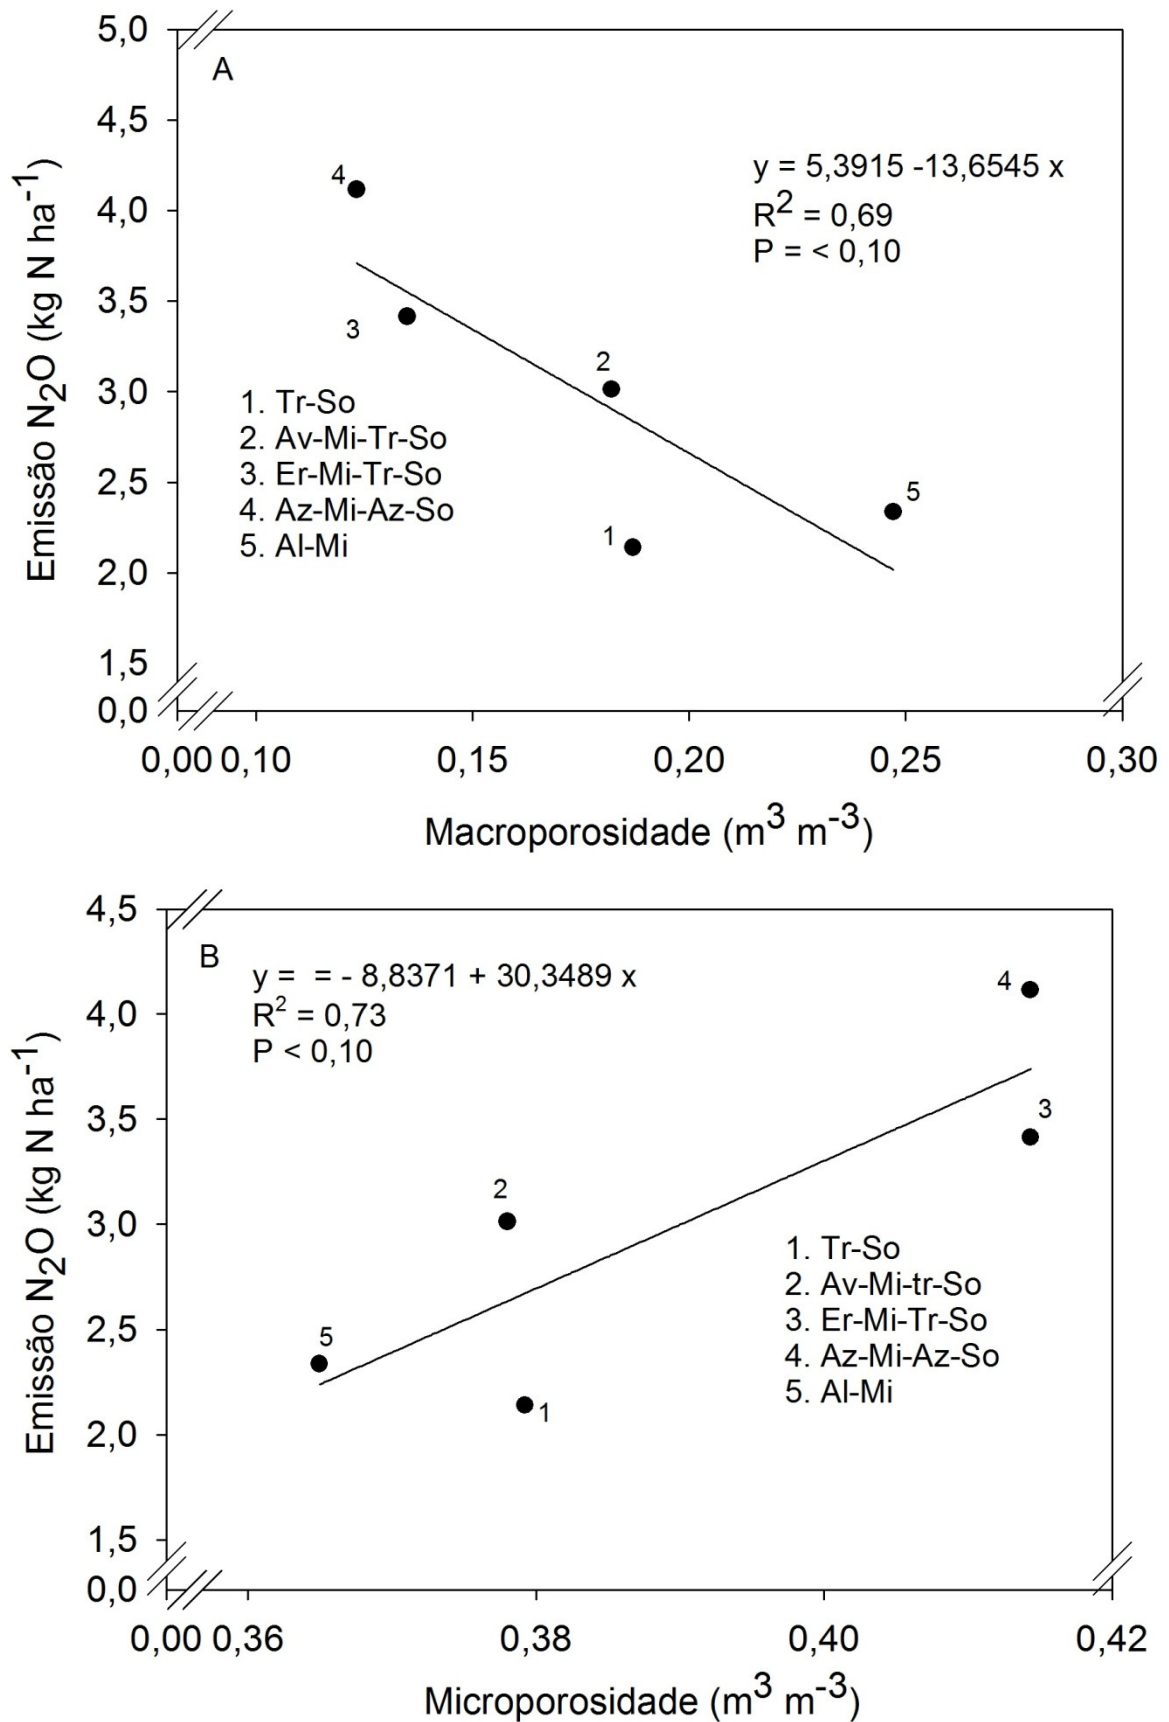 5,0
A
4,5
y = 5,3915 -13,6545 x
R² = 0,69
P = < 0,10
4
4,0
3,5
3
2
3,0
1. Tr-So
2. Av-Mi-Tr-So
3. Er-Mi-Tr-So
4. Az-Mi-Az-So
5. Al-Mi
2,5
5
1
2,0
1,5
0,0
Emissão N₂O (kg N ha⁻¹)
0,00 0,10 0,15 0,20 0,25 0,30
Macroporosidade (m³ m⁻³)
4,5
B
y = = - 8,8371 + 30,3489 x
R² = 0,73
P < 0,10
4
4,0
3,5
3
2
3,0
1. Tr-So
2. Av-Mi-tr-So
3. Er-Mi-Tr-So
4. Az-Mi-Az-So
5. Al-Mi
2,5
5
1
2,0
1,5
0,0
Emissão N₂O (kg N ha⁻¹)
0,00 0,36 0,38 0,40 0,42
Microporosidade (m³ m⁻³)